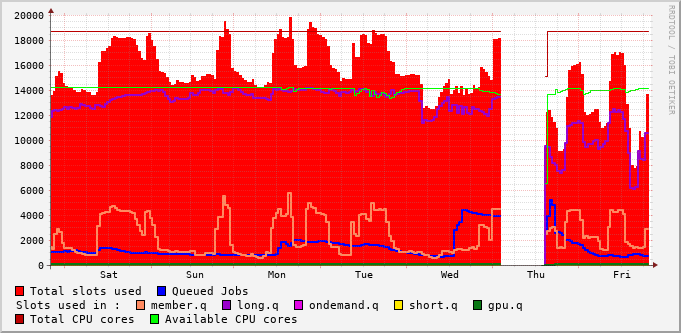 RRDTOOL / TOBI OETIKER
20000
18000
16000
14000
12000
10000
8000
6000
4000
2000
0
Sat Sun Mon Tue Wed Thu Fri
Total slots used Queued Jobs
Slots used in : member.q long.q ondemand.q short.q gpu.q
Total CPU cores Available CPU cores